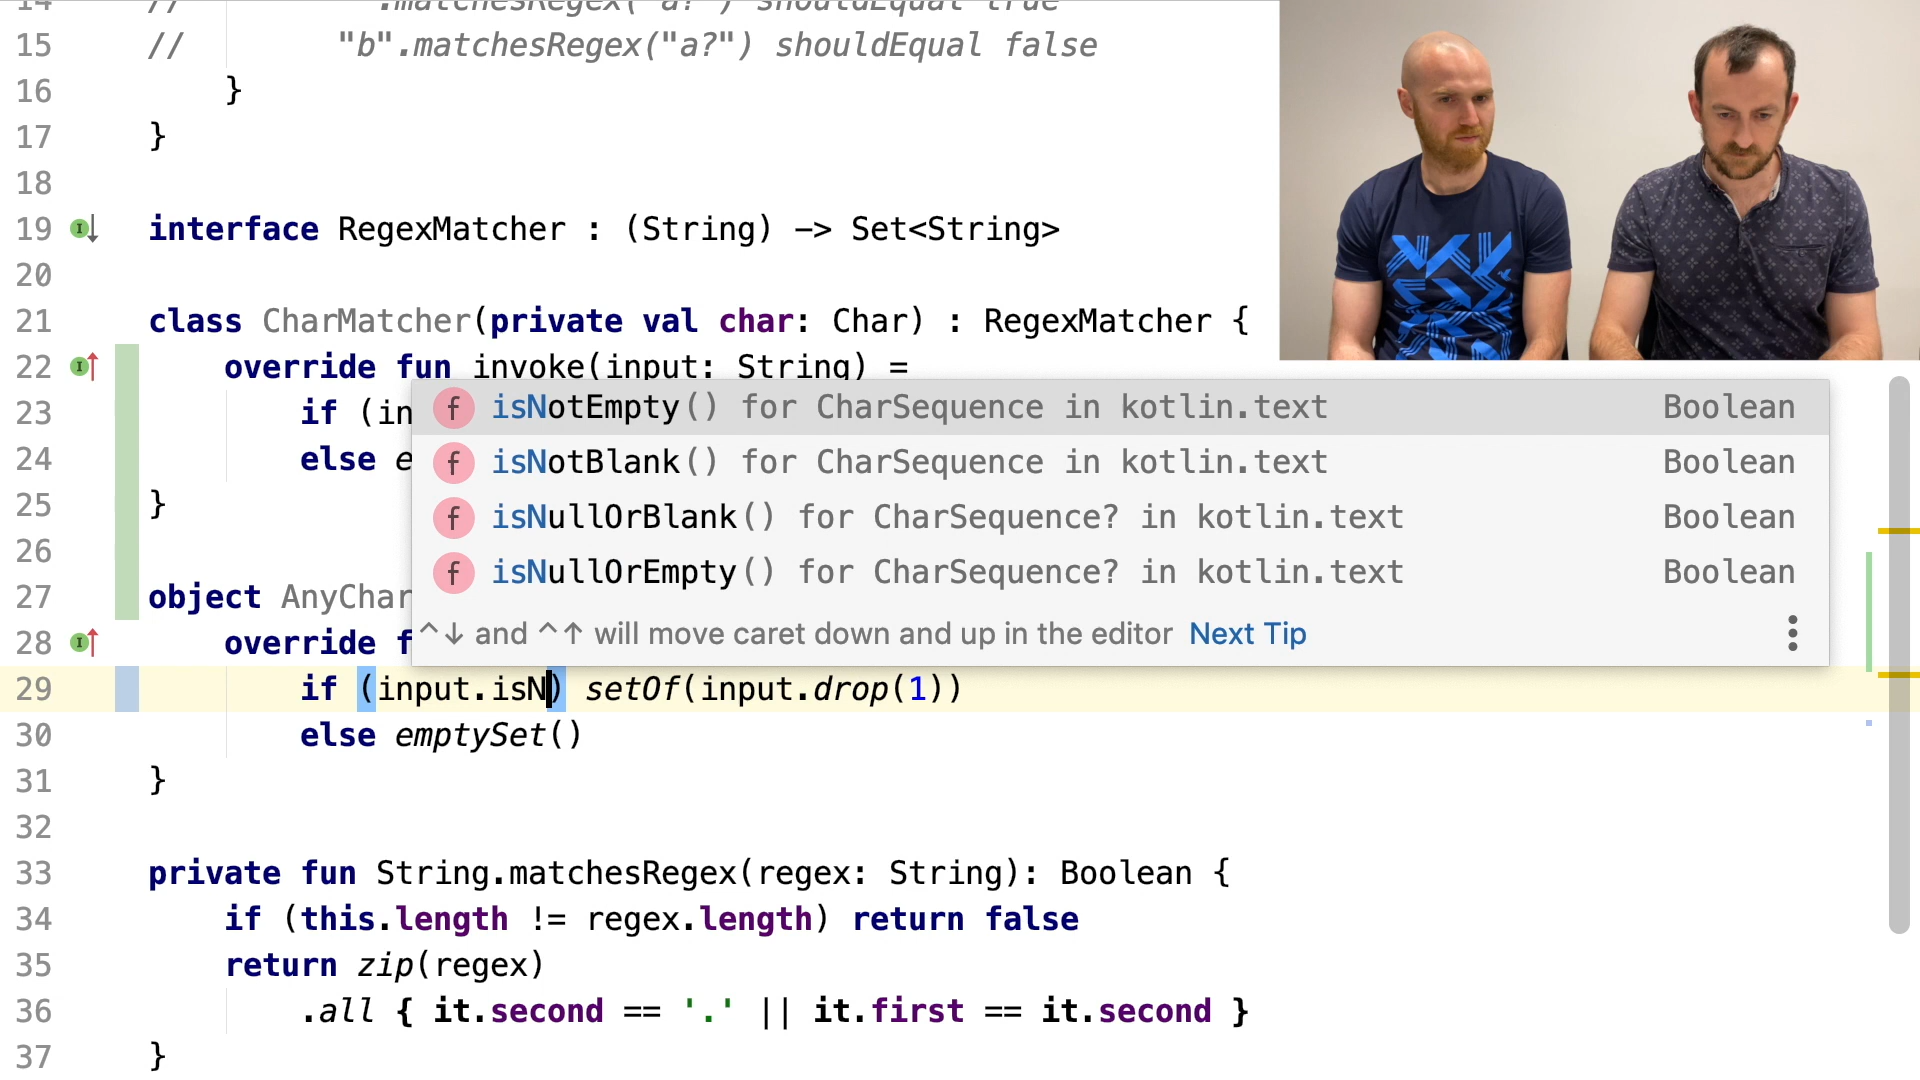 14 // ".matchesRegex("a?") shouldEqual true
15 // "b".matchesRegex("a?") shouldEqual false
16 }
17 }
18
19 interface RegexMatcher : (String) -> Set<String>
20
21 class CharMatcher(private val char: Char) : RegexMatcher {
22 override fun invoke(input: String) =
23 if (in
24 else e
25 }
26
27 object AnyChar
28 override f
isNotEmpty() for CharSequence in kotlin.text Boolean
isNotBlank() for CharSequence in kotlin.text Boolean
isNullOrBlank() for CharSequence? in kotlin.text Boolean
isNullOrEmpty() for CharSequence? in kotlin.text Boolean
^↓ and ^↑ will move caret down and up in the editor Next Tip
29 if (input.isN) setOf(input.drop(1))
30 else emptySet()
31 }
32
33 private fun String.matchesRegex(regex: String): Boolean {
34 if (this.length != regex.length) return false
35 return zip(regex)
36 .all { it.second == '.' || it.first == it.second }
37 }